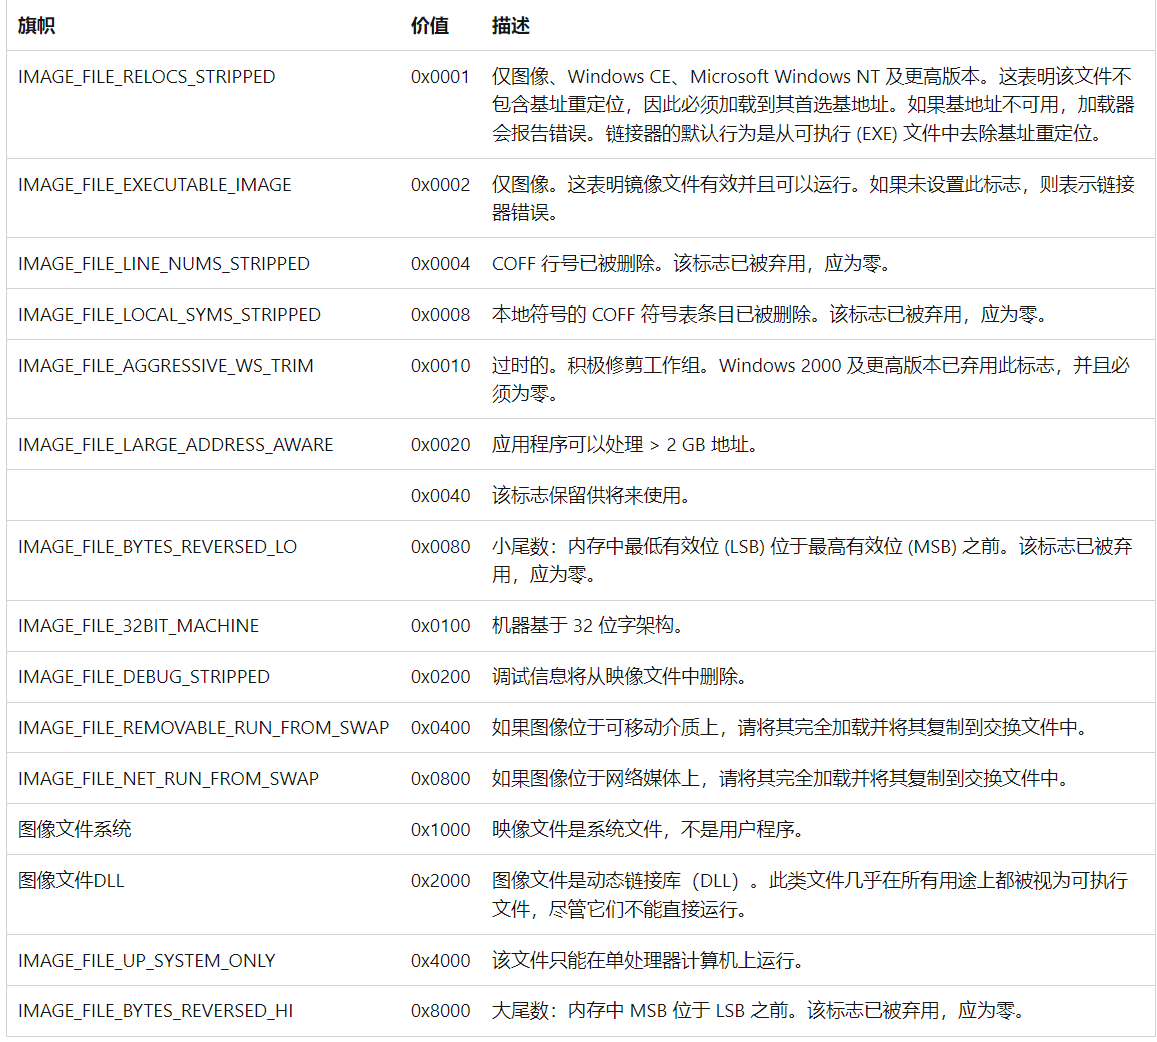 旗帜 价值 描述
IMAGE_FILE_RELOCS_STRIPPED 0x0001 仅图像、Windows CE、Microsoft Windows NT 及更高版本。这表明该文件不
包含基址重定位，因此必须加载到其首选基地址。如果基地址不可用，加载器
会报告错误。链接器的默认行为是从可执行 (EXE) 文件中去除基址重定位。
IMAGE_FILE_EXECUTABLE_IMAGE 0x0002 仅图像。这表明镜像文件有效并且可以运行。如果未设置此标志，则表示链接
器错误。
IMAGE_FILE_LINE_NUMS_STRIPPED 0x0004 COFF 行号已被删除。该标志已被弃用，应为零。
IMAGE_FILE_LOCAL_SYMS_STRIPPED 0x0008 本地符号的 COFF 符号表条目已被删除。该标志已被弃用，应为零。
IMAGE_FILE_AGGRESSIVE_WS_TRIM 0x0010 过时的。积极修剪工作组。Windows 2000 及更高版本已弃用此标志，并且必
须为零。
IMAGE_FILE_LARGE_ADDRESS_AWARE 0x0020 应用程序可以处理 > 2 GB 地址。
0x0040 该标志保留供将来使用。
IMAGE_FILE_BYTES_REVERSED_LO 0x0080 小尾数：内存中最低有效位 (LSB) 位于最高有效位 (MSB) 之前。该标志已被弃
用，应为零。
IMAGE_FILE_32BIT_MACHINE 0x0100 机器基于 32 位字架构。
IMAGE_FILE_DEBUG_STRIPPED 0x0200 调试信息将从映像文件中删除。
IMAGE_FILE_REMOVABLE_RUN_FROM_SWAP 0x0400 如果图像位于可移动介质上，请将其完全加载并将其复制到交换文件中。
IMAGE_FILE_NET_RUN_FROM_SWAP 0x0800 如果图像位于网络媒体上，请将其完全加载并将其复制到交换文件中。
图像文件系统 0x1000 映像文件是系统文件，不是用户程序。
图像文件DLL 0x2000 图像文件是动态链接库（DLL）。此类文件几乎在所有用途上都被视为可执行
文件，尽管它们不能直接运行。
IMAGE_FILE_UP_SYSTEM_ONLY 0x4000 该文件只能在单处理器计算机上运行。
IMAGE_FILE_BYTES_REVERSED_HI 0x8000 大尾数：内存中 MSB 位于 LSB 之前。该标志已被弃用，应为零。